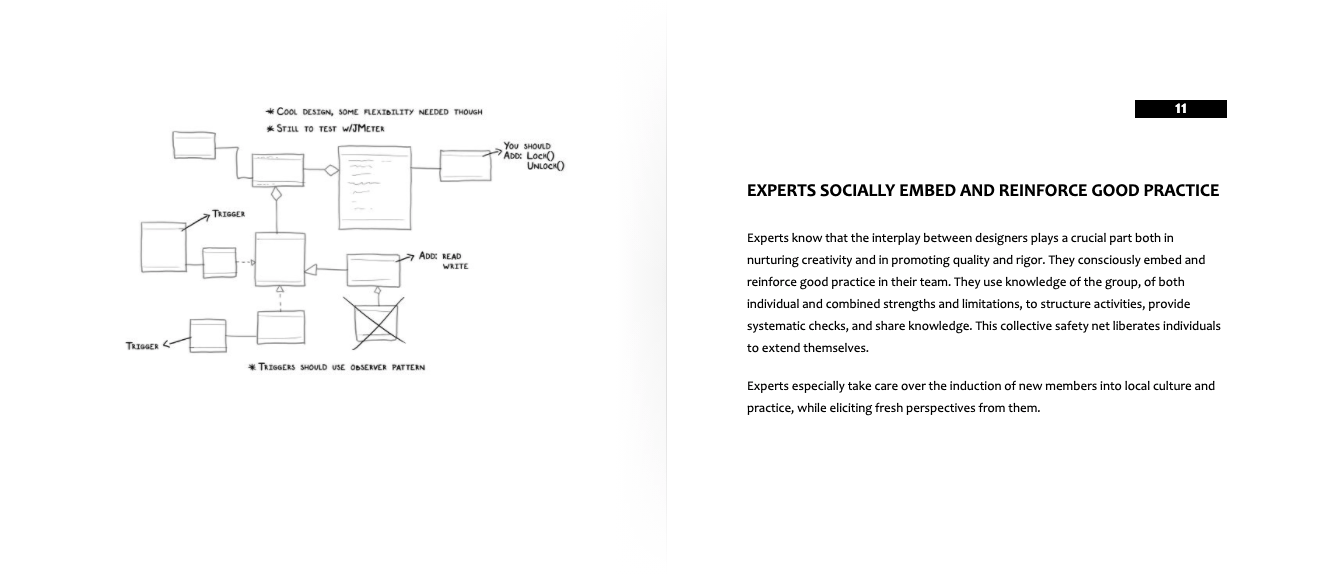 * COOL DESIGN, SOME FLEXIBILITY NEEDED THOUGH
* STILL TO TEST W/JMETER
YOU SHOULD
ADD: LOCK()
UNLOCK()
TRIGGER
ADD: READ
WRITE
TRIGGER
* TRIGGERS SHOULD USE OBSERVER PATTERN
11
EXPERTS SOCIALLY EMBED AND REINFORCE GOOD PRACTICE
Experts know that the interplay between designers plays a crucial part both in
nurturing creativity and in promoting quality and rigor. They consciously embed and
reinforce good practice in their team. They use knowledge of the group, of both
individual and combined strengths and limitations, to structure activities, provide
systematic checks, and share knowledge. This collective safety net liberates individuals
to extend themselves.
Experts especially take care over the induction of new members into local culture and
practice, while eliciting fresh perspectives from them.